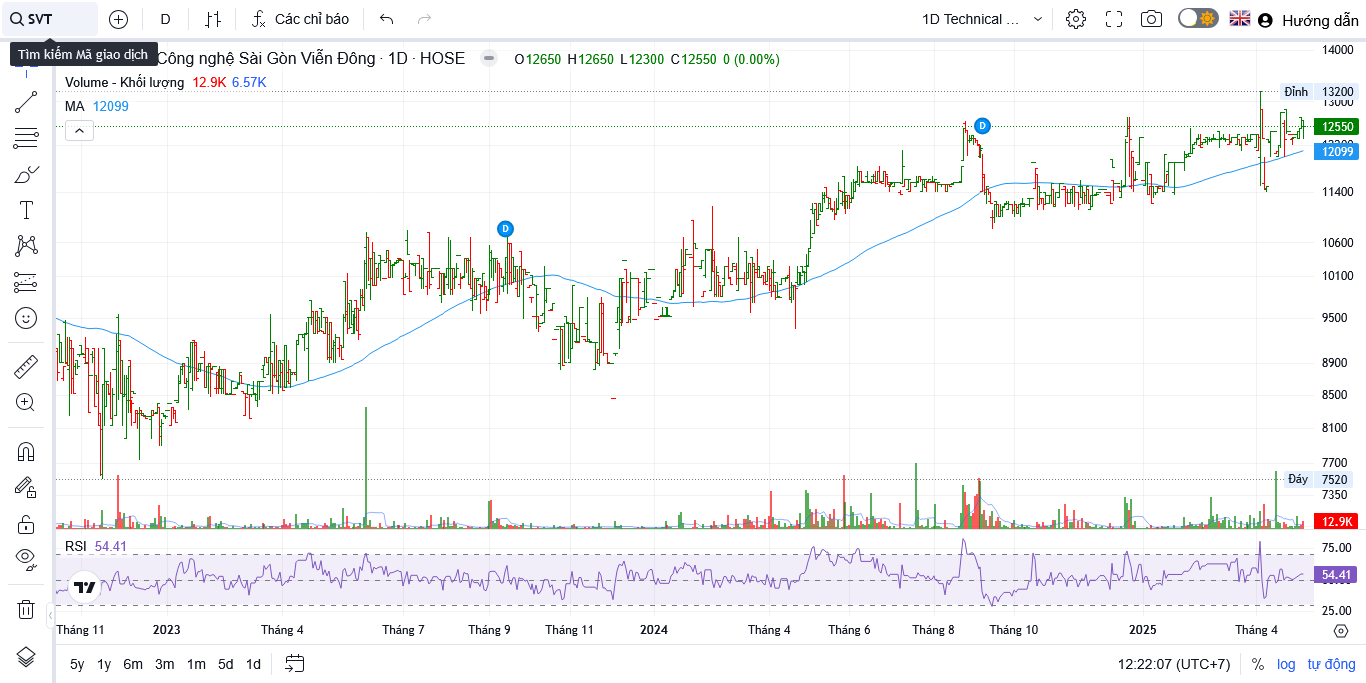 SVT D Các chỉ báo 1D Technical ... Hướng dẫn
Tìm kiếm Mã giao dịch
Công nghệ Sài Gòn Viễn Đông · 1D · HOSE O12650 H12650 L12300 C12550 0 (0.00%)
Volume - Khối lượng 12.9K 6.57K
MA 12099
14000
Đỉnh 13200
13000
12550
12099
11400
10600
10100
9500
8900
8500
8100
7700
Đáy 7520
7350
12.9K
D
D
RSI 54.41
75.00
54.41
25.00
Tháng 11 2023 Tháng 4 Tháng 7 Tháng 9 Tháng 11 2024 Tháng 4 Tháng 6 Tháng 8 Tháng 10 2025 Tháng 4
5y 1y 6m 3m 1m 5d 1d 12:22:07 (UTC+7) % log tự động